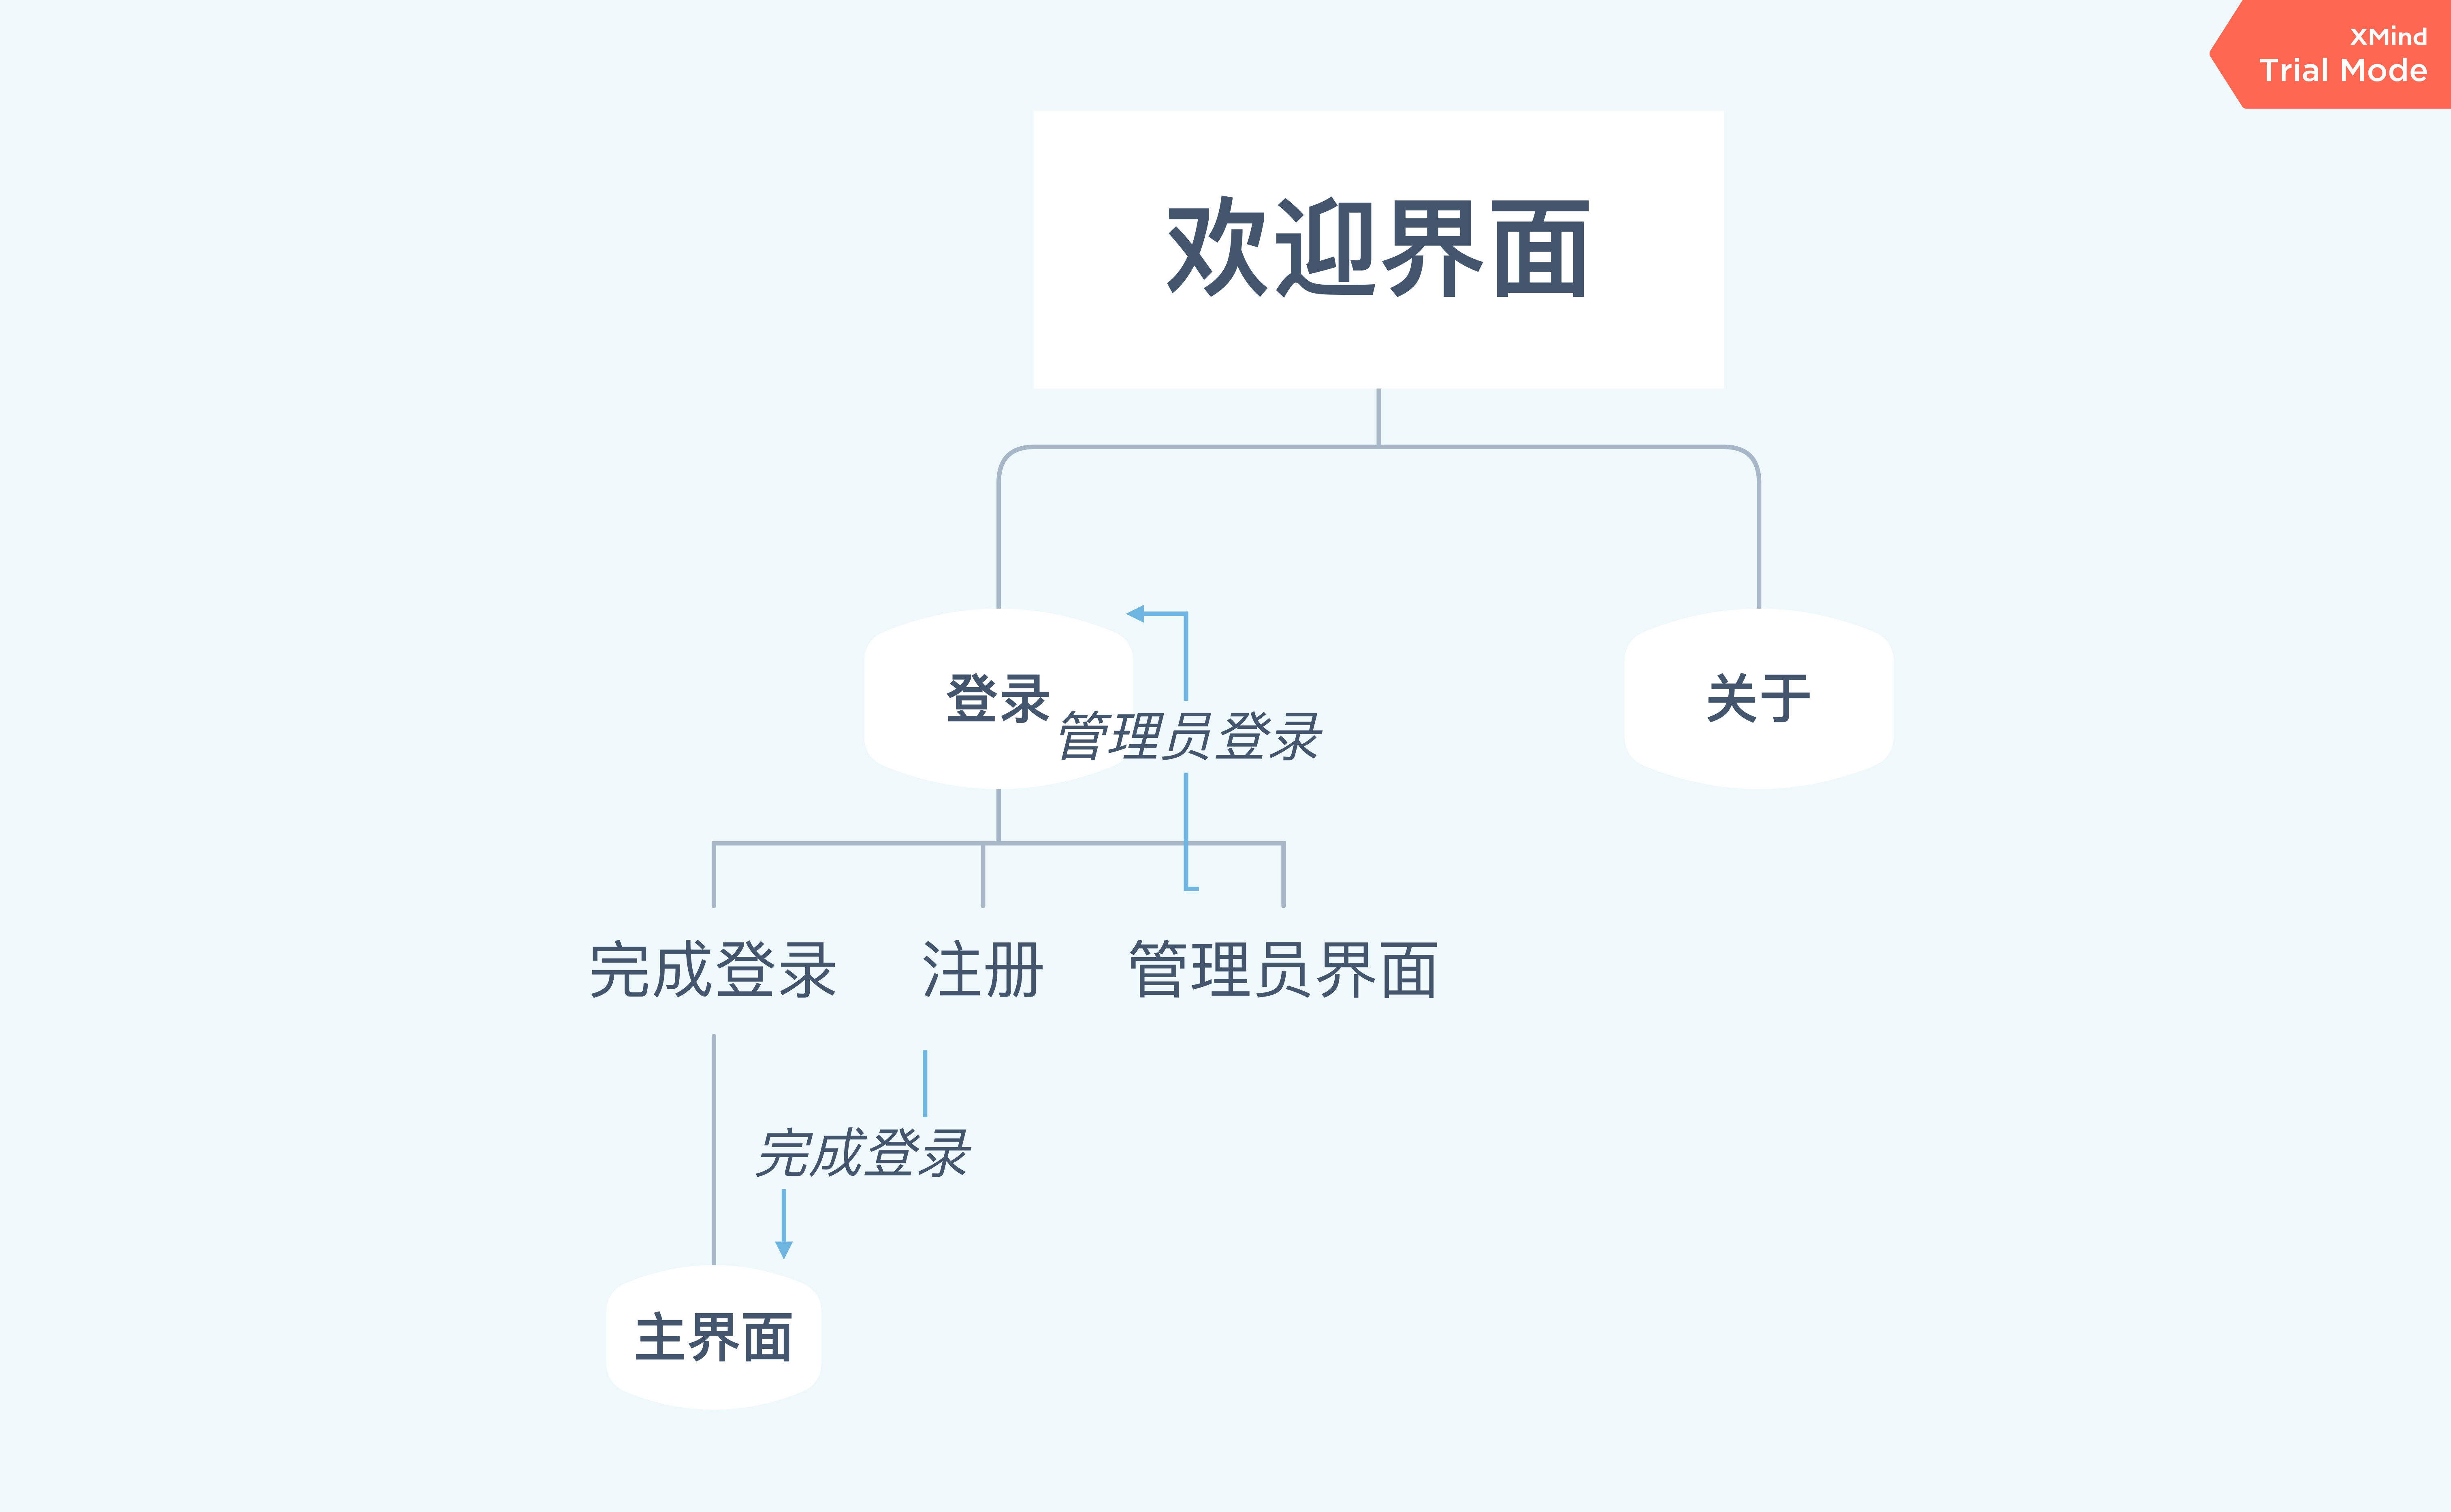 XMind
Trial Mode
欢迎界面
登录
关于
管理员登录
完成登录
注册
管理员界面
完成登录
主界面